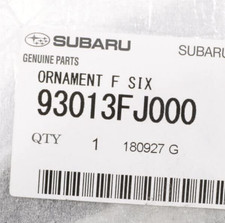 SUBARU SUBARU
GENUINE PARTS
ORNAMENT F SIX
93013FJ000
QTY 1 180927 G